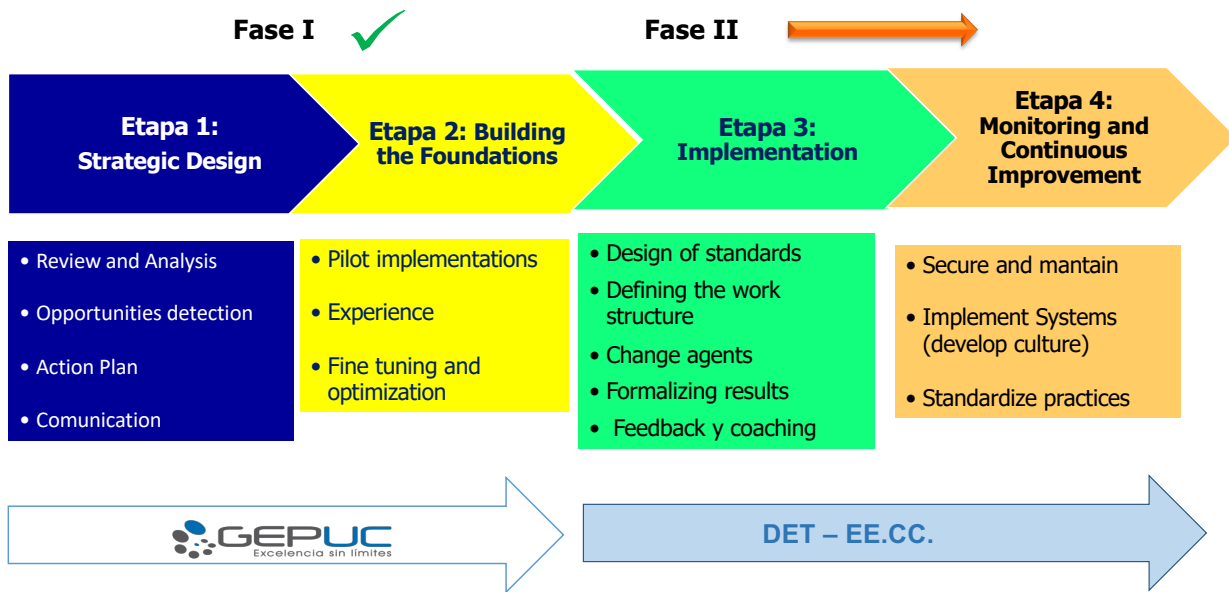 Fase I
Fase II
Etapa 1:
Strategic Design
Etapa 2: Building
the Foundations
Etapa 3:
Implementation
Etapa 4:
Monitoring and
Continuous
Improvement
• Review and Analysis
• Opportunities detection
• Action Plan
• Comunication
• Pilot implementations
• Experience
• Fine tuning and
optimization
• Design of standards
• Defining the work
structure
• Change agents
• Formalizing results
• Feedback y coaching
• Secure and mantain
• Implement Systems
(develop culture)
• Standardize practices
GEPUC
Excelencia sin límites
DET – EE.CC.